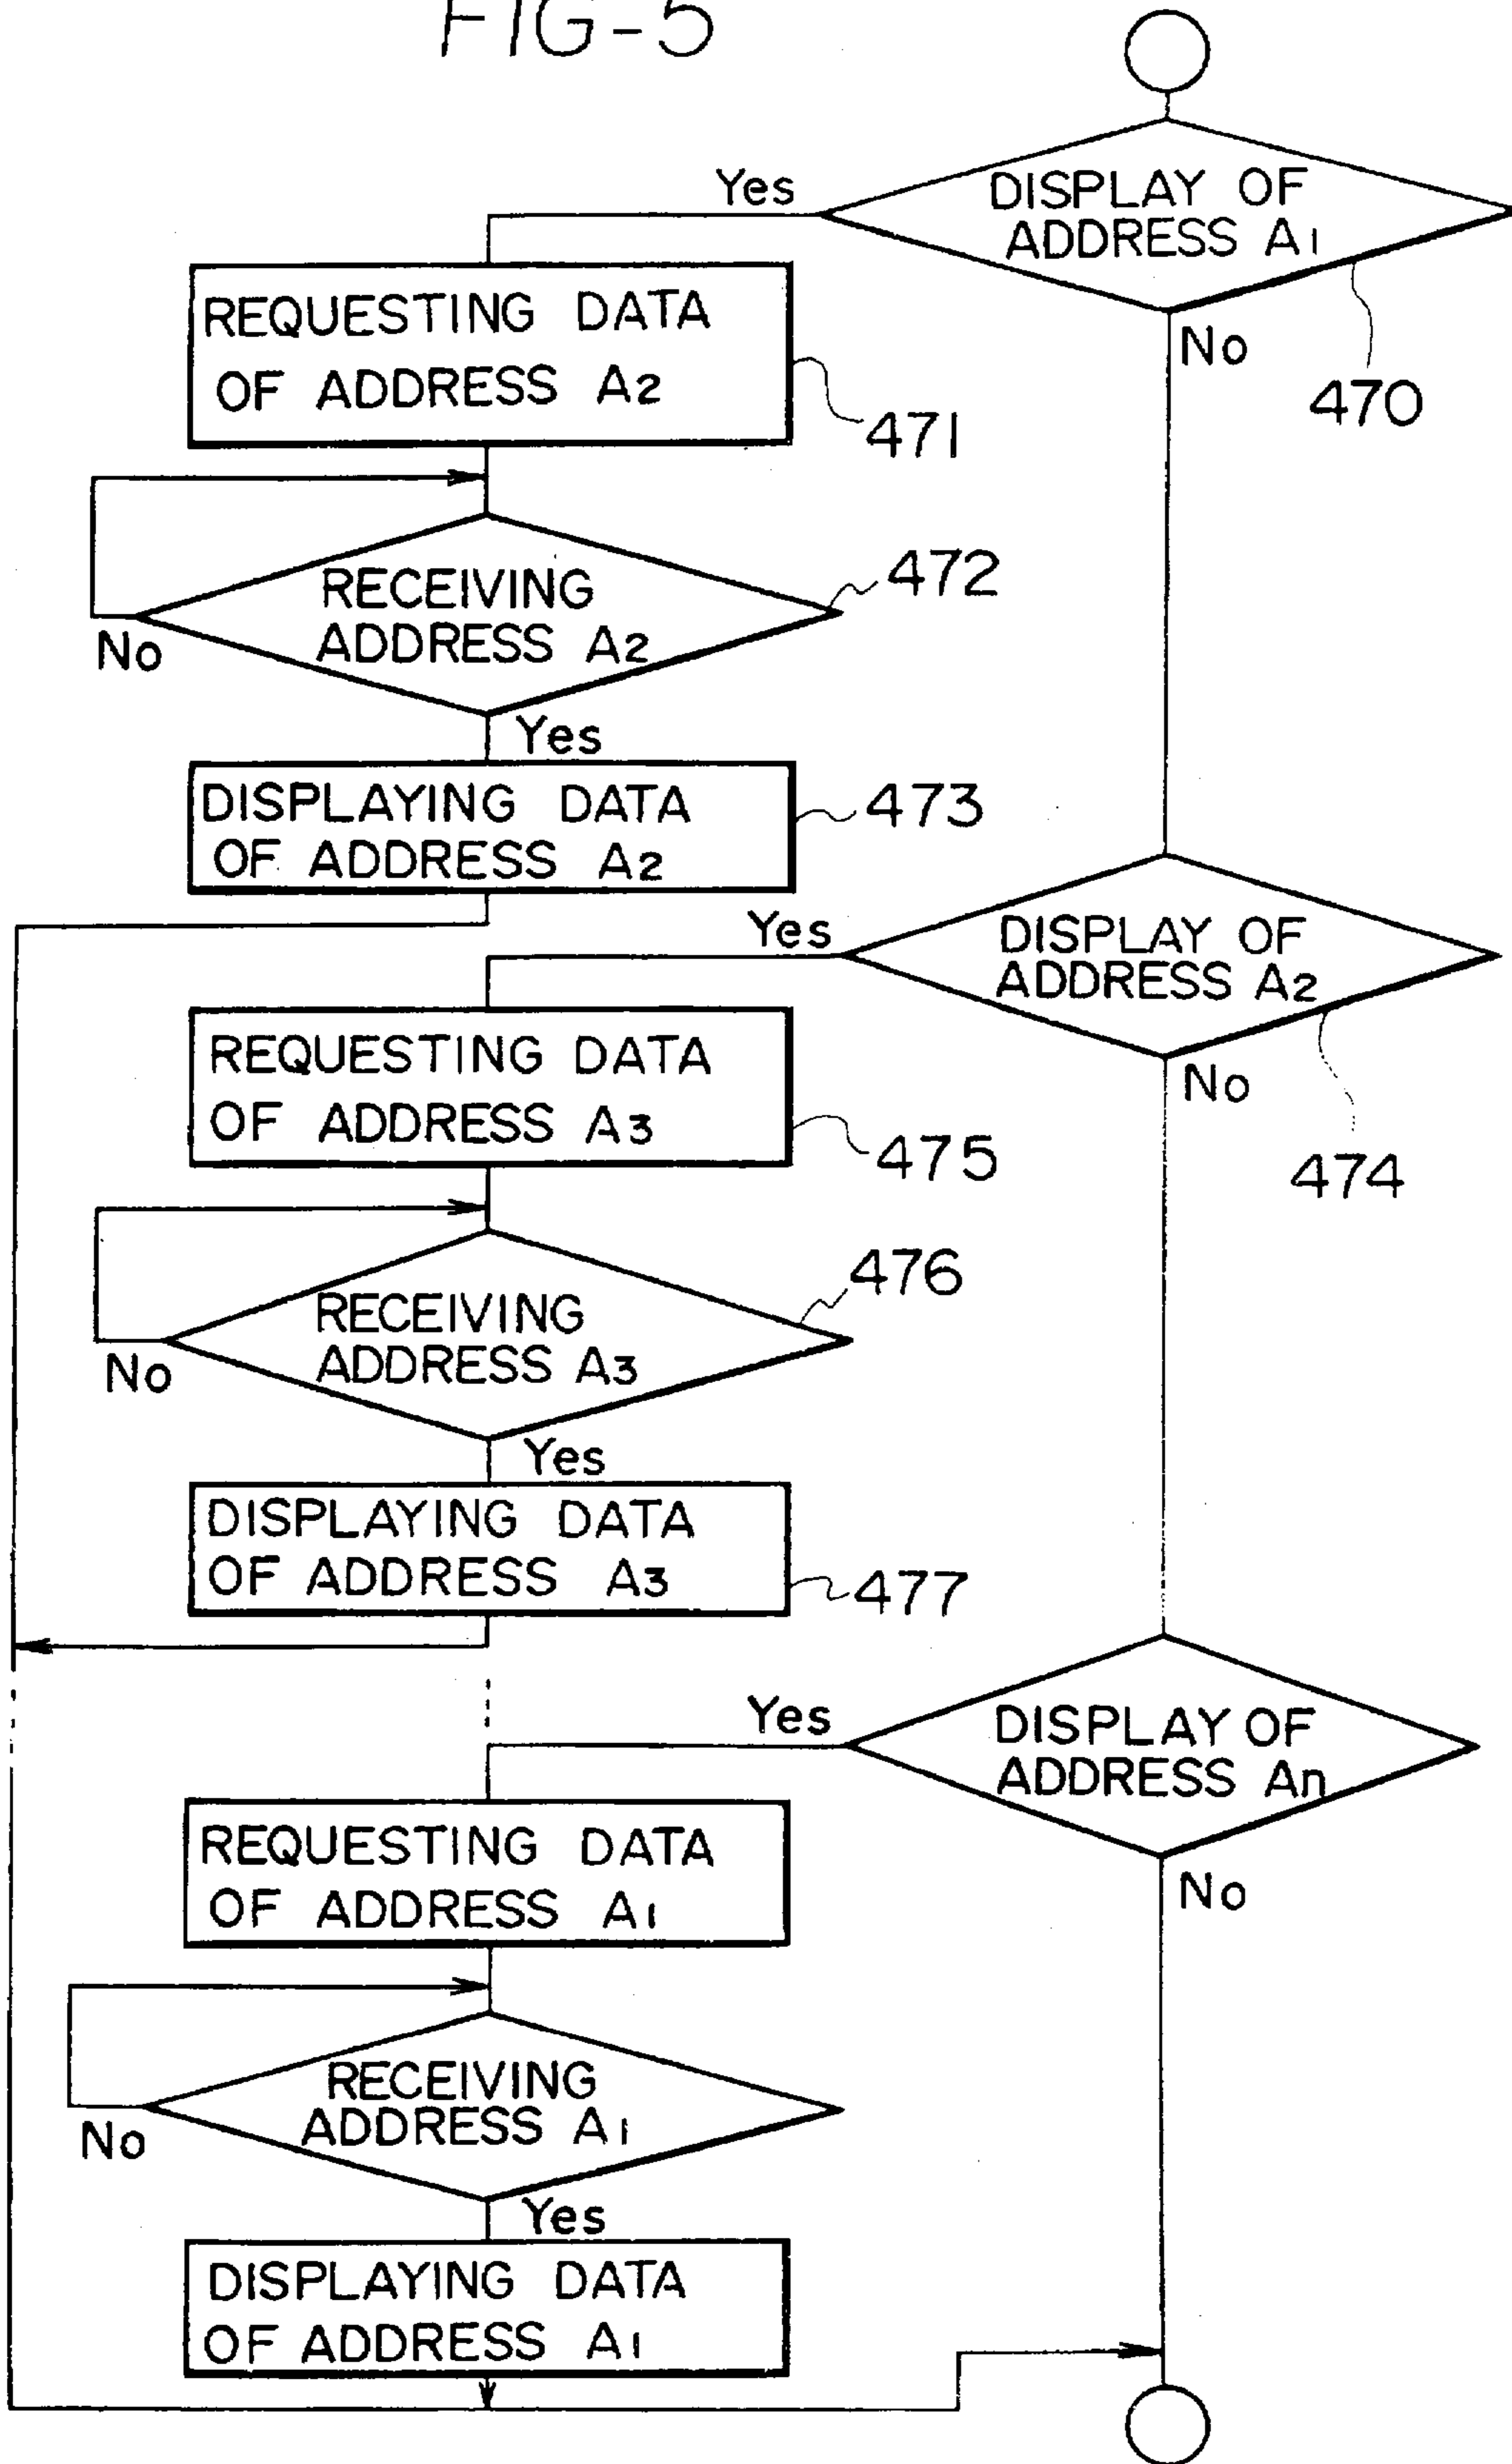 FIG-5
Yes
DISPLAY OF
ADDRESS A1
No
470
REQUESTING DATA
OF ADDRESS A2
471
RECEIVING
ADDRESS A2
472
No
Yes
DISPLAYING DATA
OF ADDRESS A2
473
Yes
DISPLAY OF
ADDRESS A2
No
474
REQUESTING DATA
OF ADDRESS A3
475
RECEIVING
ADDRESS A3
476
No
Yes
DISPLAYING DATA
OF ADDRESS A3
477
Yes
DISPLAY OF
ADDRESS An
No
REQUESTING DATA
OF ADDRESS A1
RECEIVING
ADDRESS A1
No
Yes
DISPLAYING DATA
OF ADDRESS A1